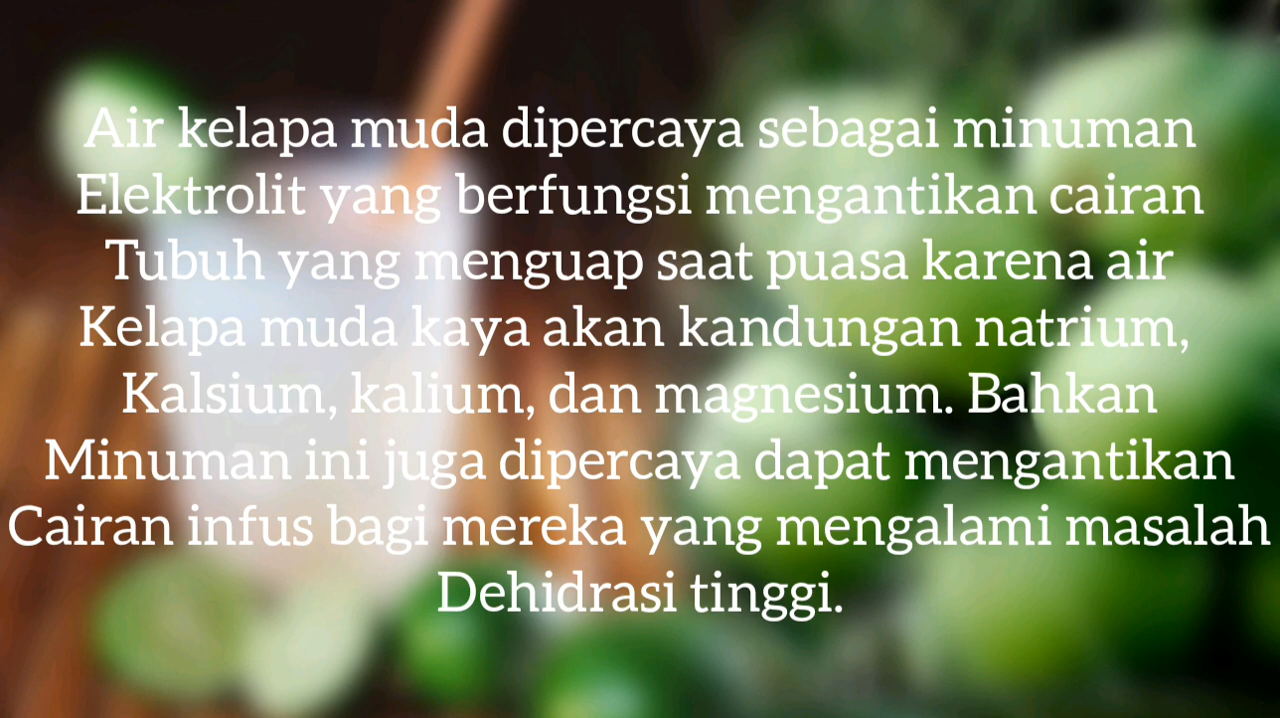 Air kelapa muda dipercaya sebagai minuman
Elektrolit yang berfungsi mengantikan cairan
Tubuh yang menguap saat puasa karena air
Kelapa muda kaya akan kandungan natrium,
Kalsium, kalium, dan magnesium. Bahkan
Minuman ini juga dipercaya dapat mengantikan
Cairan infus bagi mereka yang mengalami masalah
Dehidrasi tinggi.